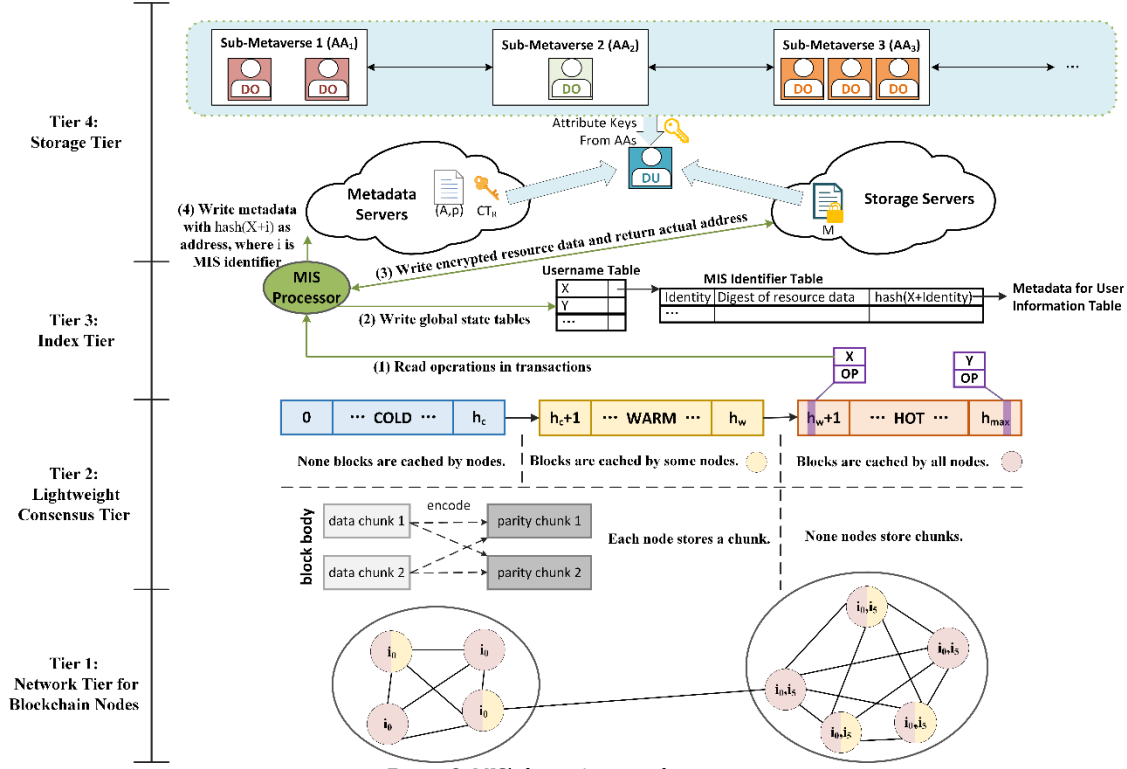 Sub-Metaverse 1 (AA₁)
DO
DO
Sub-Metaverse 2 (AA₂)
DO
Sub-Metaverse 3 (AA₃)
DO
DO
DO
...
Tier 4:
Storage Tier
Attribute Keys
From AAs
DU
Metadata
Servers
(A,p)
CT_R
Storage Servers
M
(4) Write metadata
with hash(X+i) as
address, where i is
MIS identifier
(3) Write encrypted resource data and return actual address
MIS
Processor
Tier 3:
Index Tier
Username Table
X
Y
...
MIS Identifier Table
Identity
Digest of resource data
hash(X+Identity)
...
Metadata for User
Information Table
(2) Write global state tables
(1) Read operations in transactions
X
OP
Y
OP
Tier 2:
Lightweight
Consensus Tier
0
... COLD ...
h_c
h_c+1
... WARM ...
h_w
h_w+1
... HOT ...
h_max
None blocks are cached by nodes.
Blocks are cached by some nodes.
Blocks are cached by all nodes.
block body
data chunk 1
encode
parity chunk 1
data chunk 2
parity chunk 2
Each node stores a chunk.
None nodes store chunks.
Tier 1:
Network Tier for
Blockchain Nodes
i₀
i₀
i₀
i₀
i₀,i₅
i₀,i₅
i₀,i₅
i₀,i₅
i₀,i₅